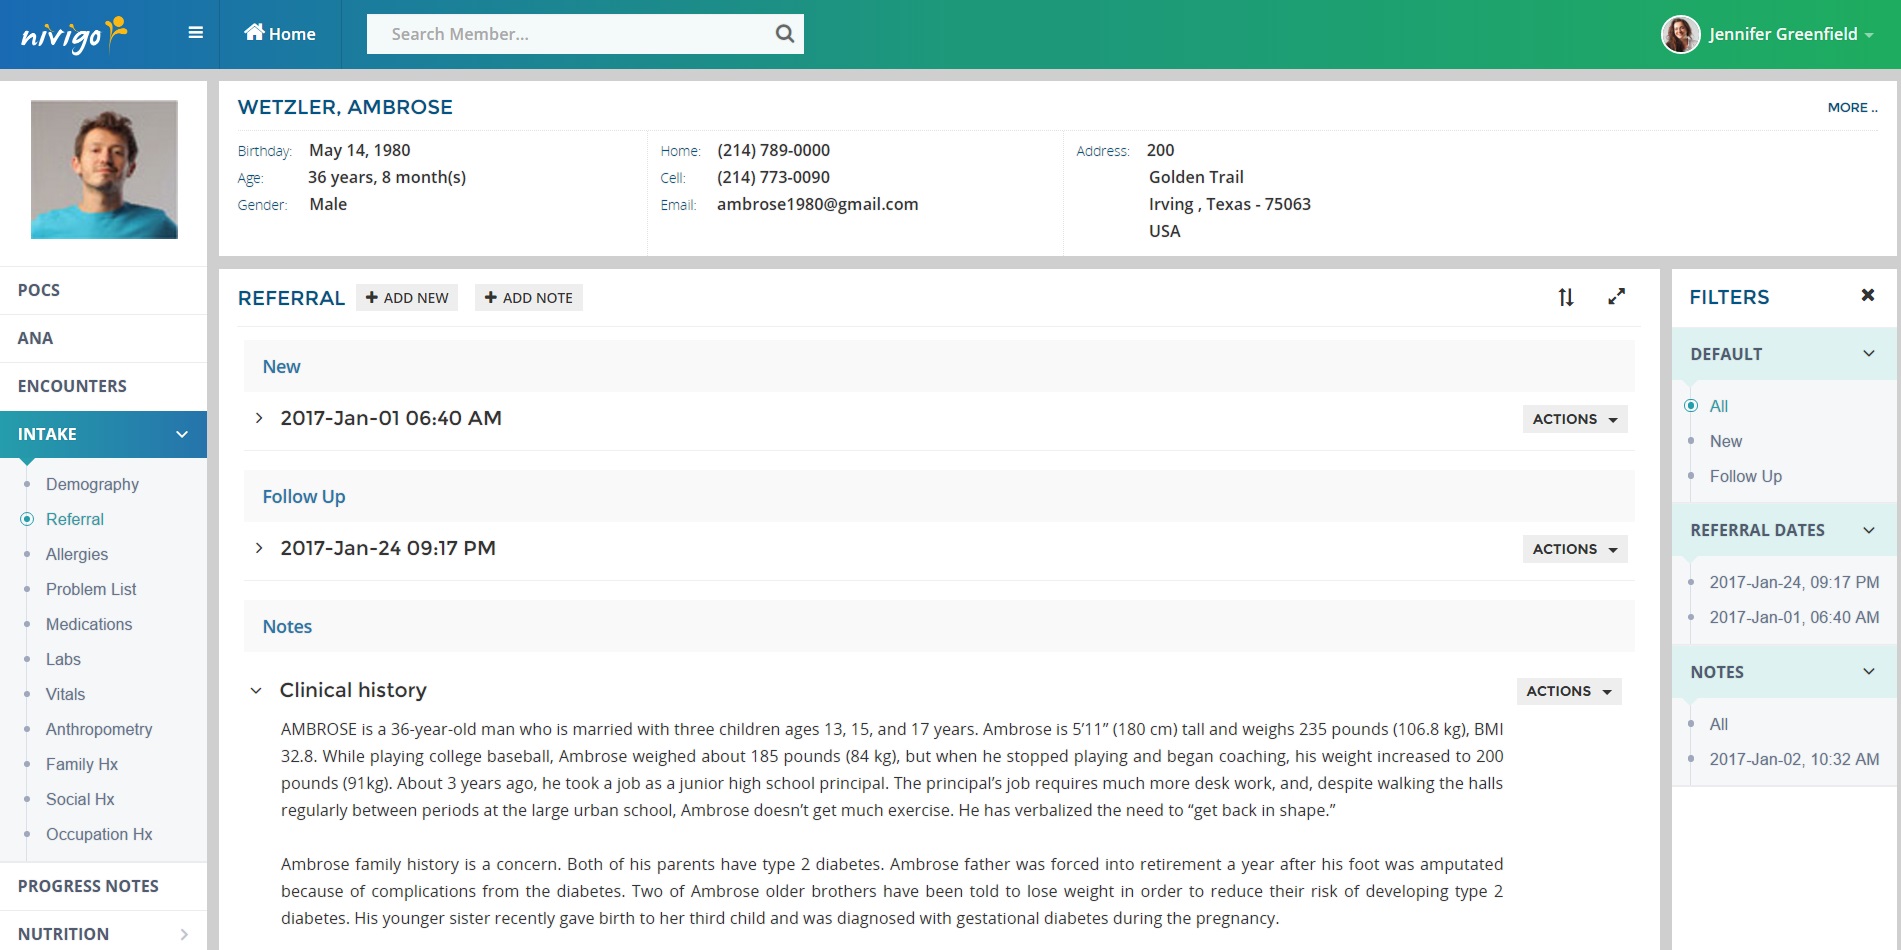 nivigo
Home
Search Member...
Jennifer Greenfield
WETZLER, AMBROSE
MORE ..
Birthday: May 14, 1980
Age: 36 years, 8 month(s)
Gender: Male
Home: (214) 789-0000
Cell: (214) 773-0090
Email: ambrose1980@gmail.com
Address: 200
Golden Trail
Irving , Texas - 75063
USA
POCS
ANA
ENCOUNTERS
INTAKE
Demography
Referral
Allergies
Problem List
Medications
Labs
Vitals
Anthropometry
Family Hx
Social Hx
Occupation Hx
PROGRESS NOTES
NUTRITION
REFERRAL
ADD NEW
ADD NOTE
New
2017-Jan-01 06:40 AM
ACTIONS
Follow Up
2017-Jan-24 09:17 PM
ACTIONS
Notes
Clinical history
ACTIONS
AMBROSE is a 36-year-old man who is married with three children ages 13, 15, and 17 years. Ambrose is 5’11” (180 cm) tall and weighs 235 pounds (106.8 kg), BMI
32.8. While playing college baseball, Ambrose weighed about 185 pounds (84 kg), but when he stopped playing and began coaching, his weight increased to 200
pounds (91kg). About 3 years ago, he took a job as a junior high school principal. The principal’s job requires much more desk work, and, despite walking the halls
regularly between periods at the large urban school, Ambrose doesn’t get much exercise. He has verbalized the need to “get back in shape.”
Ambrose family history is a concern. Both of his parents have type 2 diabetes. Ambrose father was forced into retirement a year after his foot was amputated
because of complications from the diabetes. Two of Ambrose older brothers have been told to lose weight in order to reduce their risk of developing type 2
diabetes. His younger sister recently gave birth to her third child and was diagnosed with gestational diabetes during the pregnancy.
FILTERS
DEFAULT
All
New
Follow Up
REFERRAL DATES
2017-Jan-24, 09:17 PM
2017-Jan-01, 06:40 AM
NOTES
All
2017-Jan-02, 10:32 AM